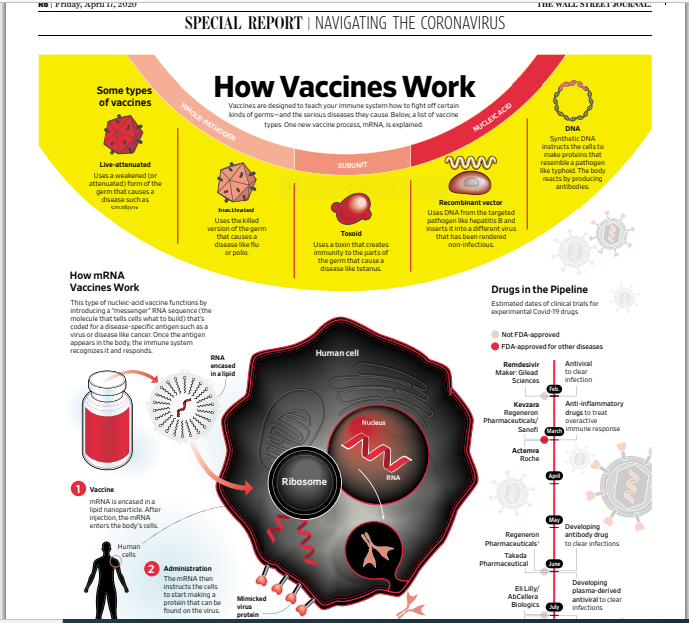 R6 | Friday, April 17, 2020
THE WALL STREET JOURNAL.
SPECIAL REPORT | NAVIGATING THE CORONAVIRUS
How Vaccines Work
Vaccines are designed to teach your immune system how to fight off certain
kinds of germs—and the serious diseases they cause. Below, a list of vaccine
types. One new vaccine process, mRNA, is explained.
Some types
of vaccines
WHOLE-PATHOGEN
SUBUNIT
NUCLEIC ACID
Live-attenuated
Uses a weakened (or
attenuated) form of the
germ that causes a
disease such as
smallpox.
Inactivated
Uses the killed
version of the germ
that causes a
disease like flu
or polio.
Toxoid
Uses a toxin that creates
immunity to the parts of
the germ that cause a
disease like tetanus.
Recombinant vector
Uses DNA from the targeted
pathogen like hepatitis B and
inserts it into a different virus
that has been rendered
non-infectious.
DNA
Synthetic DNA
instructs the cells to
make proteins that
resemble a pathogen
like typhoid. The body
reacts by producing
antibodies.
Rectangular Snip
How mRNA
Vaccines Work
This type of nucleic-acid vaccine functions by
introducing a "messenger" RNA sequence (the
molecule that tells cells what to build) that's
coded for a disease-specific antigen such as a
virus or disease like cancer. Once the antigen
appears in the body, the immune system
recognizes it and responds.
RNA
encased
in a lipid
Human cell
Nucleus
RNA
Ribosome
1 Vaccine
mRNA is encased in a
lipid nanoparticle. After
injection, the mRNA
enters the body's cells.
Human
cells
2 Administration
The mRNA then
instructs the cells
to start making a
protein that can be
found on the virus.
Mimicked
virus
protein
Drugs in the Pipeline
Estimated dates of clinical trials for
experimental Covid-19 drugs
Not FDA-approved
FDA-approved for other diseases
Remdesivir
Maker: Gilead
Sciences
Antiviral
to clear
infection
Feb.
Kevzara
Regeneron
Pharmaceuticals/
Sanofi
Anti-inflammatory
drugs to treat
overactive
immune response
March
Actemra
Roche
April
May
Regeneron
Pharmaceuticals'
Developing
antibody drug
to clear infections
Takeda
Pharmaceutical
June
Eli Lilly/
AbCellera
Biologics
Developing
plasma-derived
antiviral to clear
infections
July